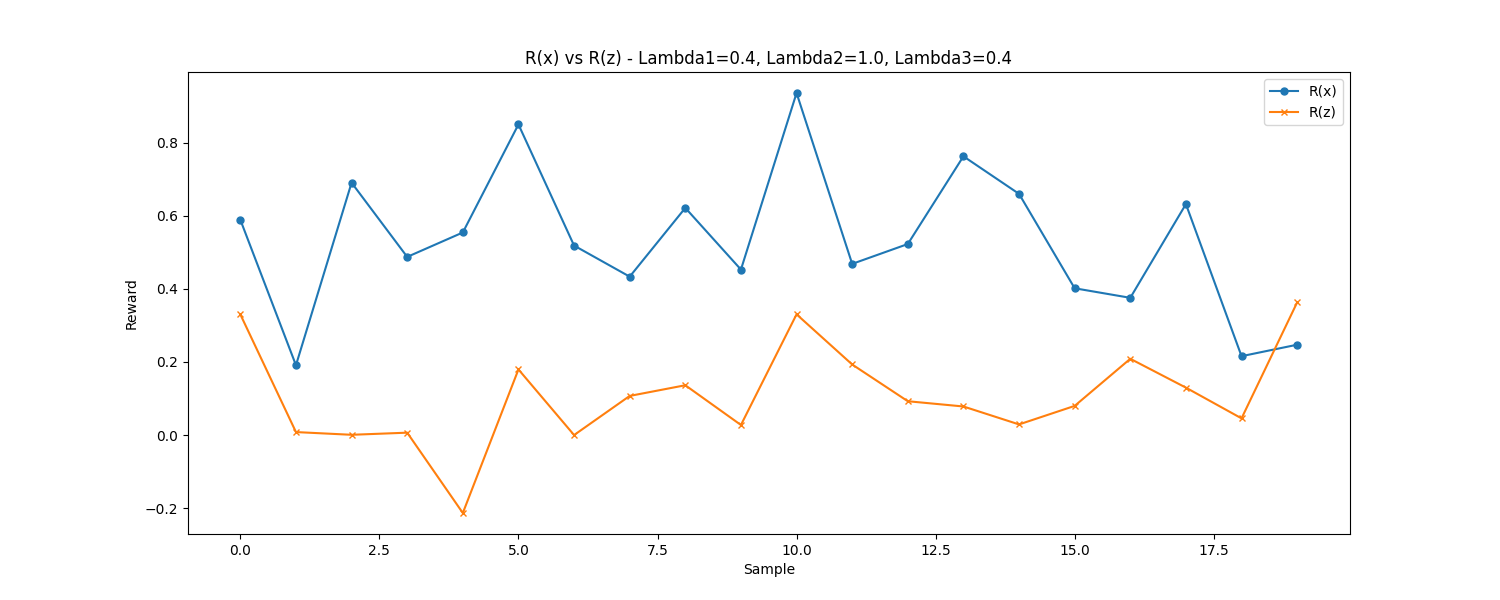 R(x) vs R(z) - Lambda1=0.4, Lambda2=1.0, Lambda3=0.4
R(x)
R(z)
Reward
0.8
0.6
0.4
0.2
0.0
−0.2
0.0 2.5 5.0 7.5 10.0 12.5 15.0 17.5
Sample